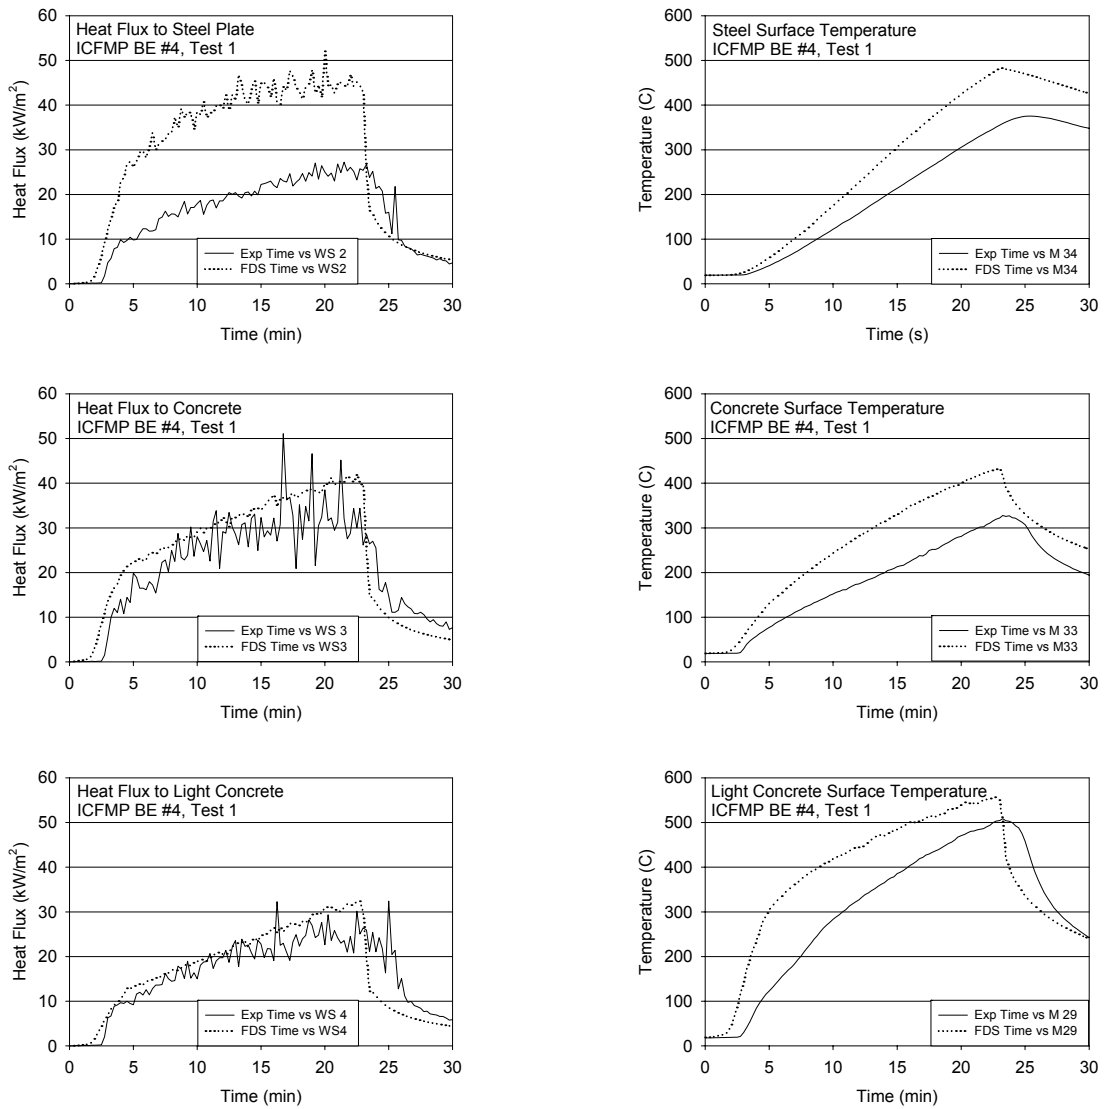 Heat Flux to Steel Plate
ICFMP BE #4, Test 1
Heat Flux (kW/m²)
60
50
40
30
20
10
0
Exp Time vs WS 2
FDS Time vs WS2
0 5 10 15 20 25 30
Time (min)
Steel Surface Temperature
ICFMP BE #4, Test 1
Temperature (C)
600
500
400
300
200
100
0
Exp Time vs M 34
FDS Time vs M34
0 5 10 15 20 25 30
Time (s)
Heat Flux to Concrete
ICFMP BE #4, Test 1
Heat Flux (kW/m²)
60
50
40
30
20
10
0
Exp Time vs WS 3
FDS Time vs WS3
0 5 10 15 20 25 30
Time (min)
Concrete Surface Temperature
ICFMP BE #4, Test 1
Temperature (C)
600
500
400
300
200
100
0
Exp Time vs M 33
FDS Time vs M33
0 5 10 15 20 25 30
Time (min)
Heat Flux to Light Concrete
ICFMP BE #4, Test 1
Heat Flux (kW/m²)
60
50
40
30
20
10
0
Exp Time vs WS 4
FDS Time vs WS4
0 5 10 15 20 25 30
Time (min)
Light Concrete Surface Temperature
ICFMP BE #4, Test 1
Temperature (C)
600
500
400
300
200
100
0
Exp Time vs M 29
FDS Time vs M29
0 5 10 15 20 25 30
Time (min)